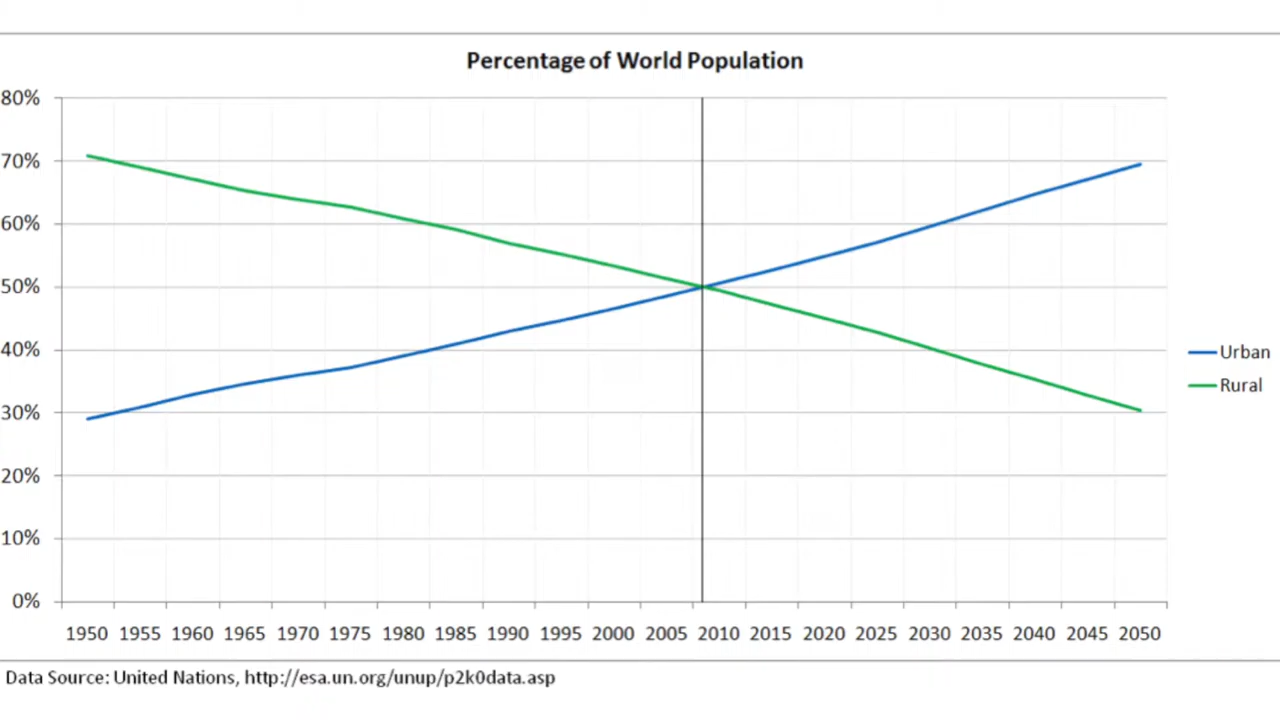 Percentage of World Population
80%
70%
60%
50%
40%
30%
20%
10%
0%
Urban
Rural
1950 1955 1960 1965 1970 1975 1980 1985 1990 1995 2000 2005 2010 2015 2020 2025 2030 2035 2040 2045 2050
Data Source: United Nations, http://esa.un.org/unup/p2k0data.asp